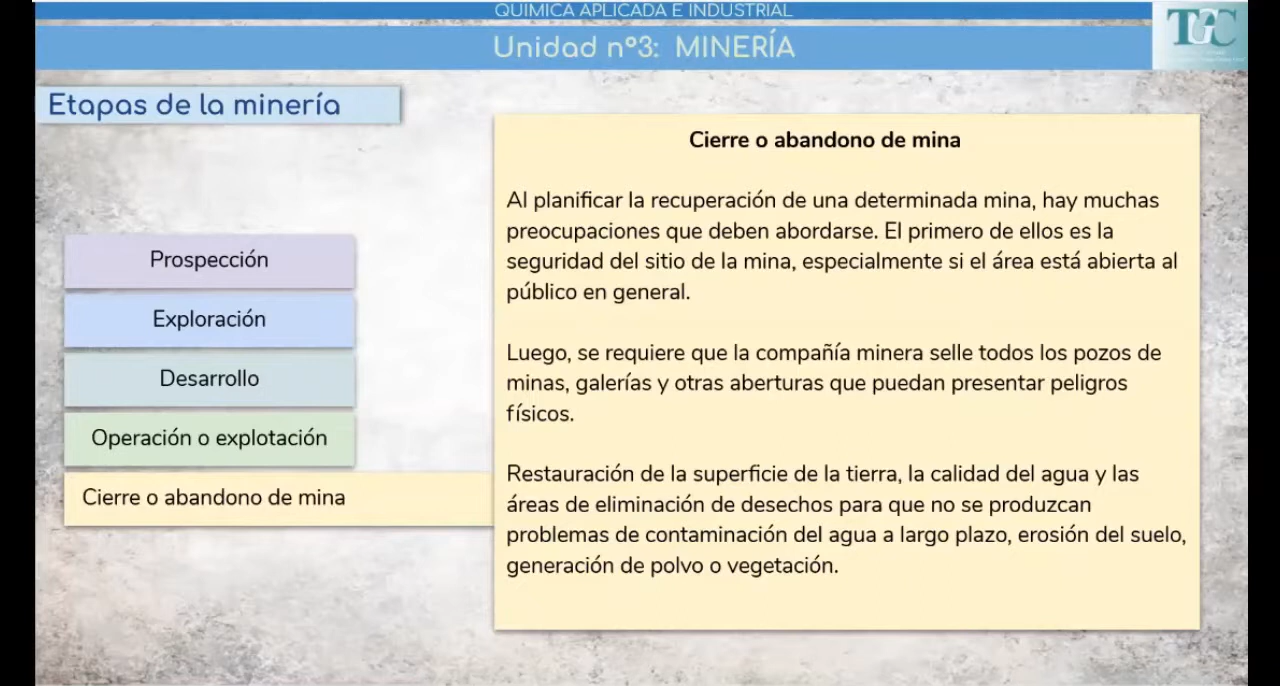 QUIMICA APLICADA E INDUSTRIAL
Unidad nº3: MINERÍA
TGC
Etapas de la minería
Prospección
Exploración
Desarrollo
Operación o explotación
Cierre o abandono de mina
Cierre o abandono de mina
Al planificar la recuperación de una determinada mina, hay muchas
preocupaciones que deben abordarse. El primero de ellos es la
seguridad del sitio de la mina, especialmente si el área está abierta al
público en general.
Luego, se requiere que la compañía minera selle todos los pozos de
minas, galerías y otras aberturas que puedan presentar peligros
físicos.
Restauración de la superficie de la tierra, la calidad del agua y las
áreas de eliminación de desechos para que no se produzcan
problemas de contaminación del agua a largo plazo, erosión del suelo,
generación de polvo o vegetación.